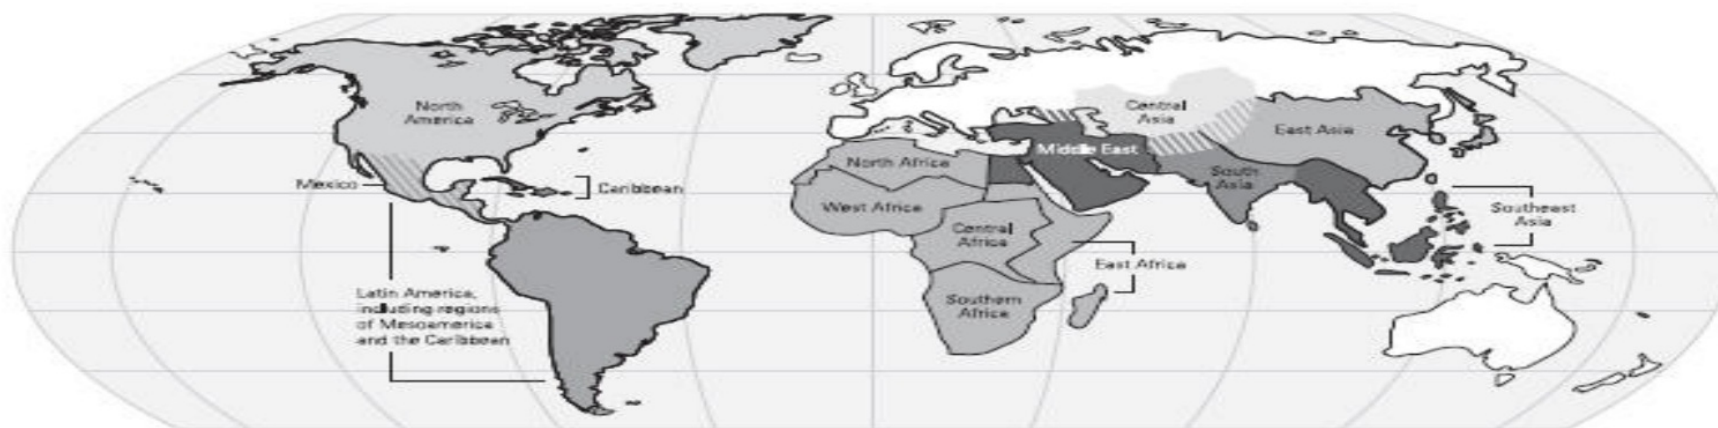 North
America
Central
Asia
East Asia
Middle East
North Africa
South
Asia
Mexico
Caribbean
West Africa
Southeast
Asia
Central
Africa
East Africa
Latin America,
including regions
of Mesoamerica
and the Caribbean
Southern
Africa